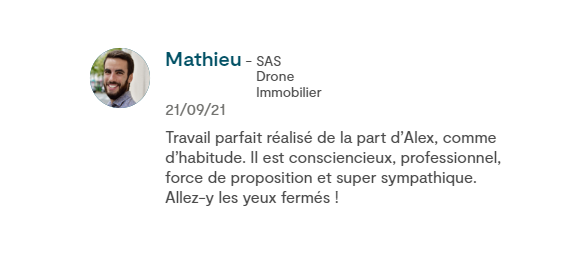 Mathieu - SAS
Drone
Immobilier
21/09/21
Travail parfait réalisé de la part d'Alex, comme
d'habitude. Il est consciencieux, professionnel,
force de proposition et super sympathique.
Allez-y les yeux fermés !